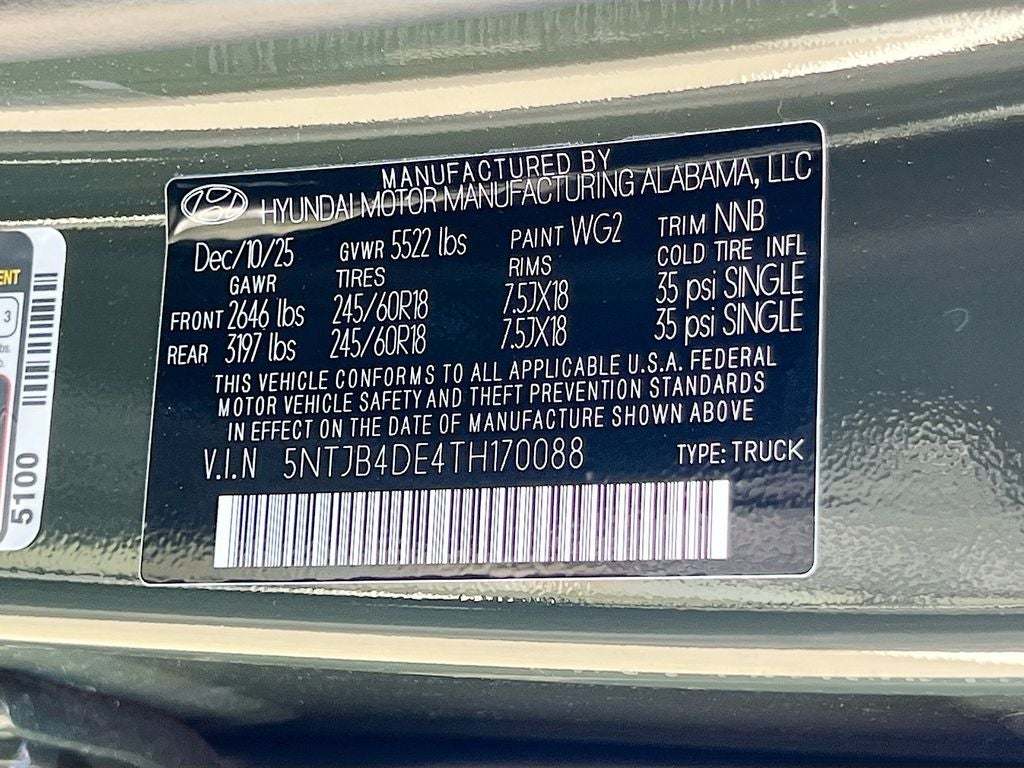 MANUFACTURED BY
HYUNDAI MOTOR MANUFACTURING ALABAMA, LLC
Dec/10/25 GVWR 5522 lbs PAINT WG2 TRIM NNB
GAWR TIRES RIMS COLD TIRE INFL
FRONT 2646 lbs 245/60R18 7.5JX18 35 psi SINGLE
REAR 3197 lbs 245/60R18 7.5JX18 35 psi SINGLE
THIS VEHICLE CONFORMS TO ALL APPLICABLE U.S.A. FEDERAL
MOTOR VEHICLE SAFETY AND THEFT PREVENTION STANDARDS
IN EFFECT ON THE DATE OF MANUFACTURE SHOWN ABOVE
V.I.N 5NTJB4DE4TH170088 TYPE: TRUCK
ENT
3
5100